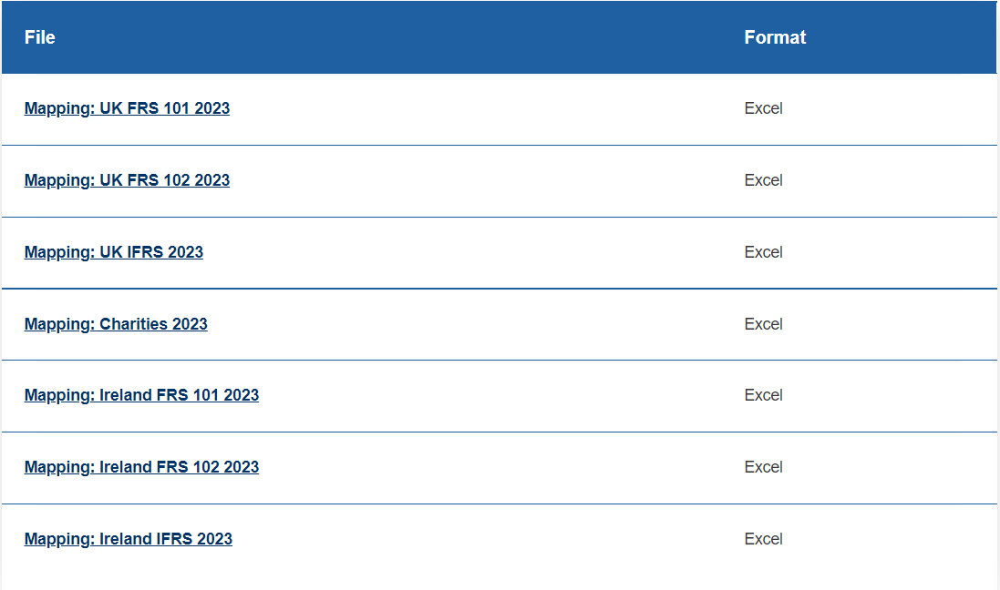 File Format
Mapping: UK FRS 101 2023 Excel
Mapping: UK FRS 102 2023 Excel
Mapping: UK IFRS 2023 Excel
Mapping: Charities 2023 Excel
Mapping: Ireland FRS 101 2023 Excel
Mapping: Ireland FRS 102 2023 Excel
Mapping: Ireland IFRS 2023 Excel